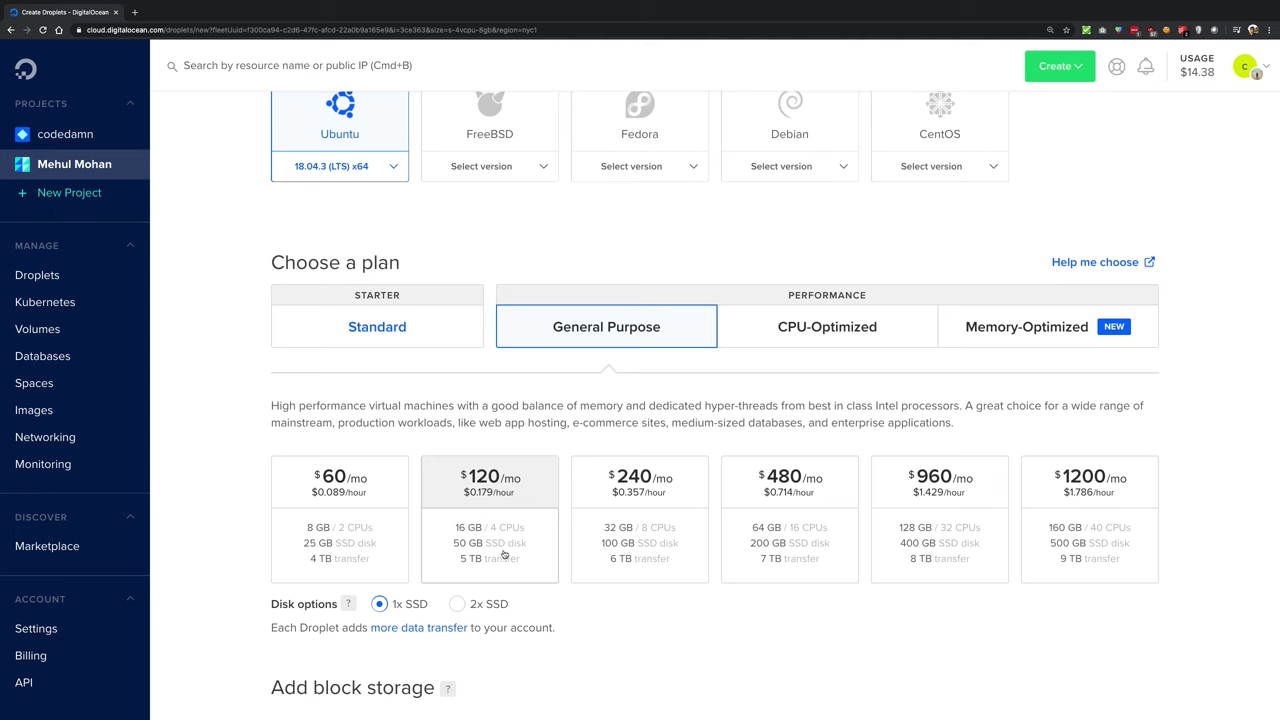 Create Droplets - DigitalOcean
cloud.digitalocean.com/droplets/new?fleetUuid=f300ca94-c2d6-47fc-afcd-22a0b9a165e9&i=3ce363&size=s-4vcpu-8gb&region=nyc1
Search by resource name or public IP (Cmd+B)
Create
USAGE
$14.38
C
PROJECTS
codedamn
Mehul Mohan
+ New Project
MANAGE
Droplets
Kubernetes
Volumes
Databases
Spaces
Images
Networking
Monitoring
DISCOVER
Marketplace
ACCOUNT
Settings
Billing
API
Ubuntu
FreeBSD
Fedora
Debian
CentOS
18.04.3 (LTS) x64
Select version
Select version
Select version
Select version
Choose a plan
Help me choose
STARTER
PERFORMANCE
Standard
General Purpose
CPU-Optimized
Memory-Optimized NEW
High performance virtual machines with a good balance of memory and dedicated hyper-threads from best in class Intel processors. A great choice for a wide range of
mainstream, production workloads, like web app hosting, e-commerce sites, medium-sized databases, and enterprise applications.
$60/mo
$0.089/hour
8 GB / 2 CPUs
25 GB SSD disk
4 TB transfer
$120/mo
$0.179/hour
16 GB / 4 CPUs
50 GB SSD disk
5 TB transfer
$240/mo
$0.357/hour
32 GB / 8 CPUs
100 GB SSD disk
6 TB transfer
$480/mo
$0.714/hour
64 GB / 16 CPUs
200 GB SSD disk
7 TB transfer
$960/mo
$1.429/hour
128 GB / 32 CPUs
400 GB SSD disk
8 TB transfer
$1200/mo
$1.786/hour
160 GB / 40 CPUs
500 GB SSD disk
9 TB transfer
Disk options ? 1x SSD 2x SSD
Each Droplet adds more data transfer to your account.
Add block storage ?